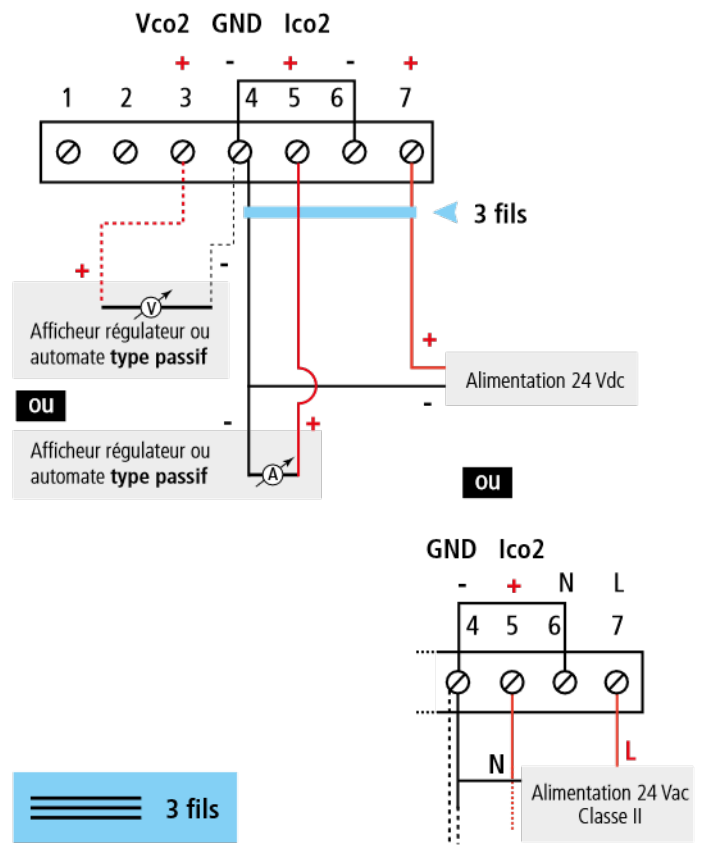 Vco2 GND Ico2
+ - + - +
1 2 3 4 5 6 7
3 fils
+ -
V
Afficheur régulateur ou
automate type passif
+
Alimentation 24 Vdc
-
ou
- +
Afficheur régulateur ou
automate type passif
A
ou
GND Ico2
- + N L
4 5 6 7
N L
Alimentation 24 Vac
Classe II
3 fils